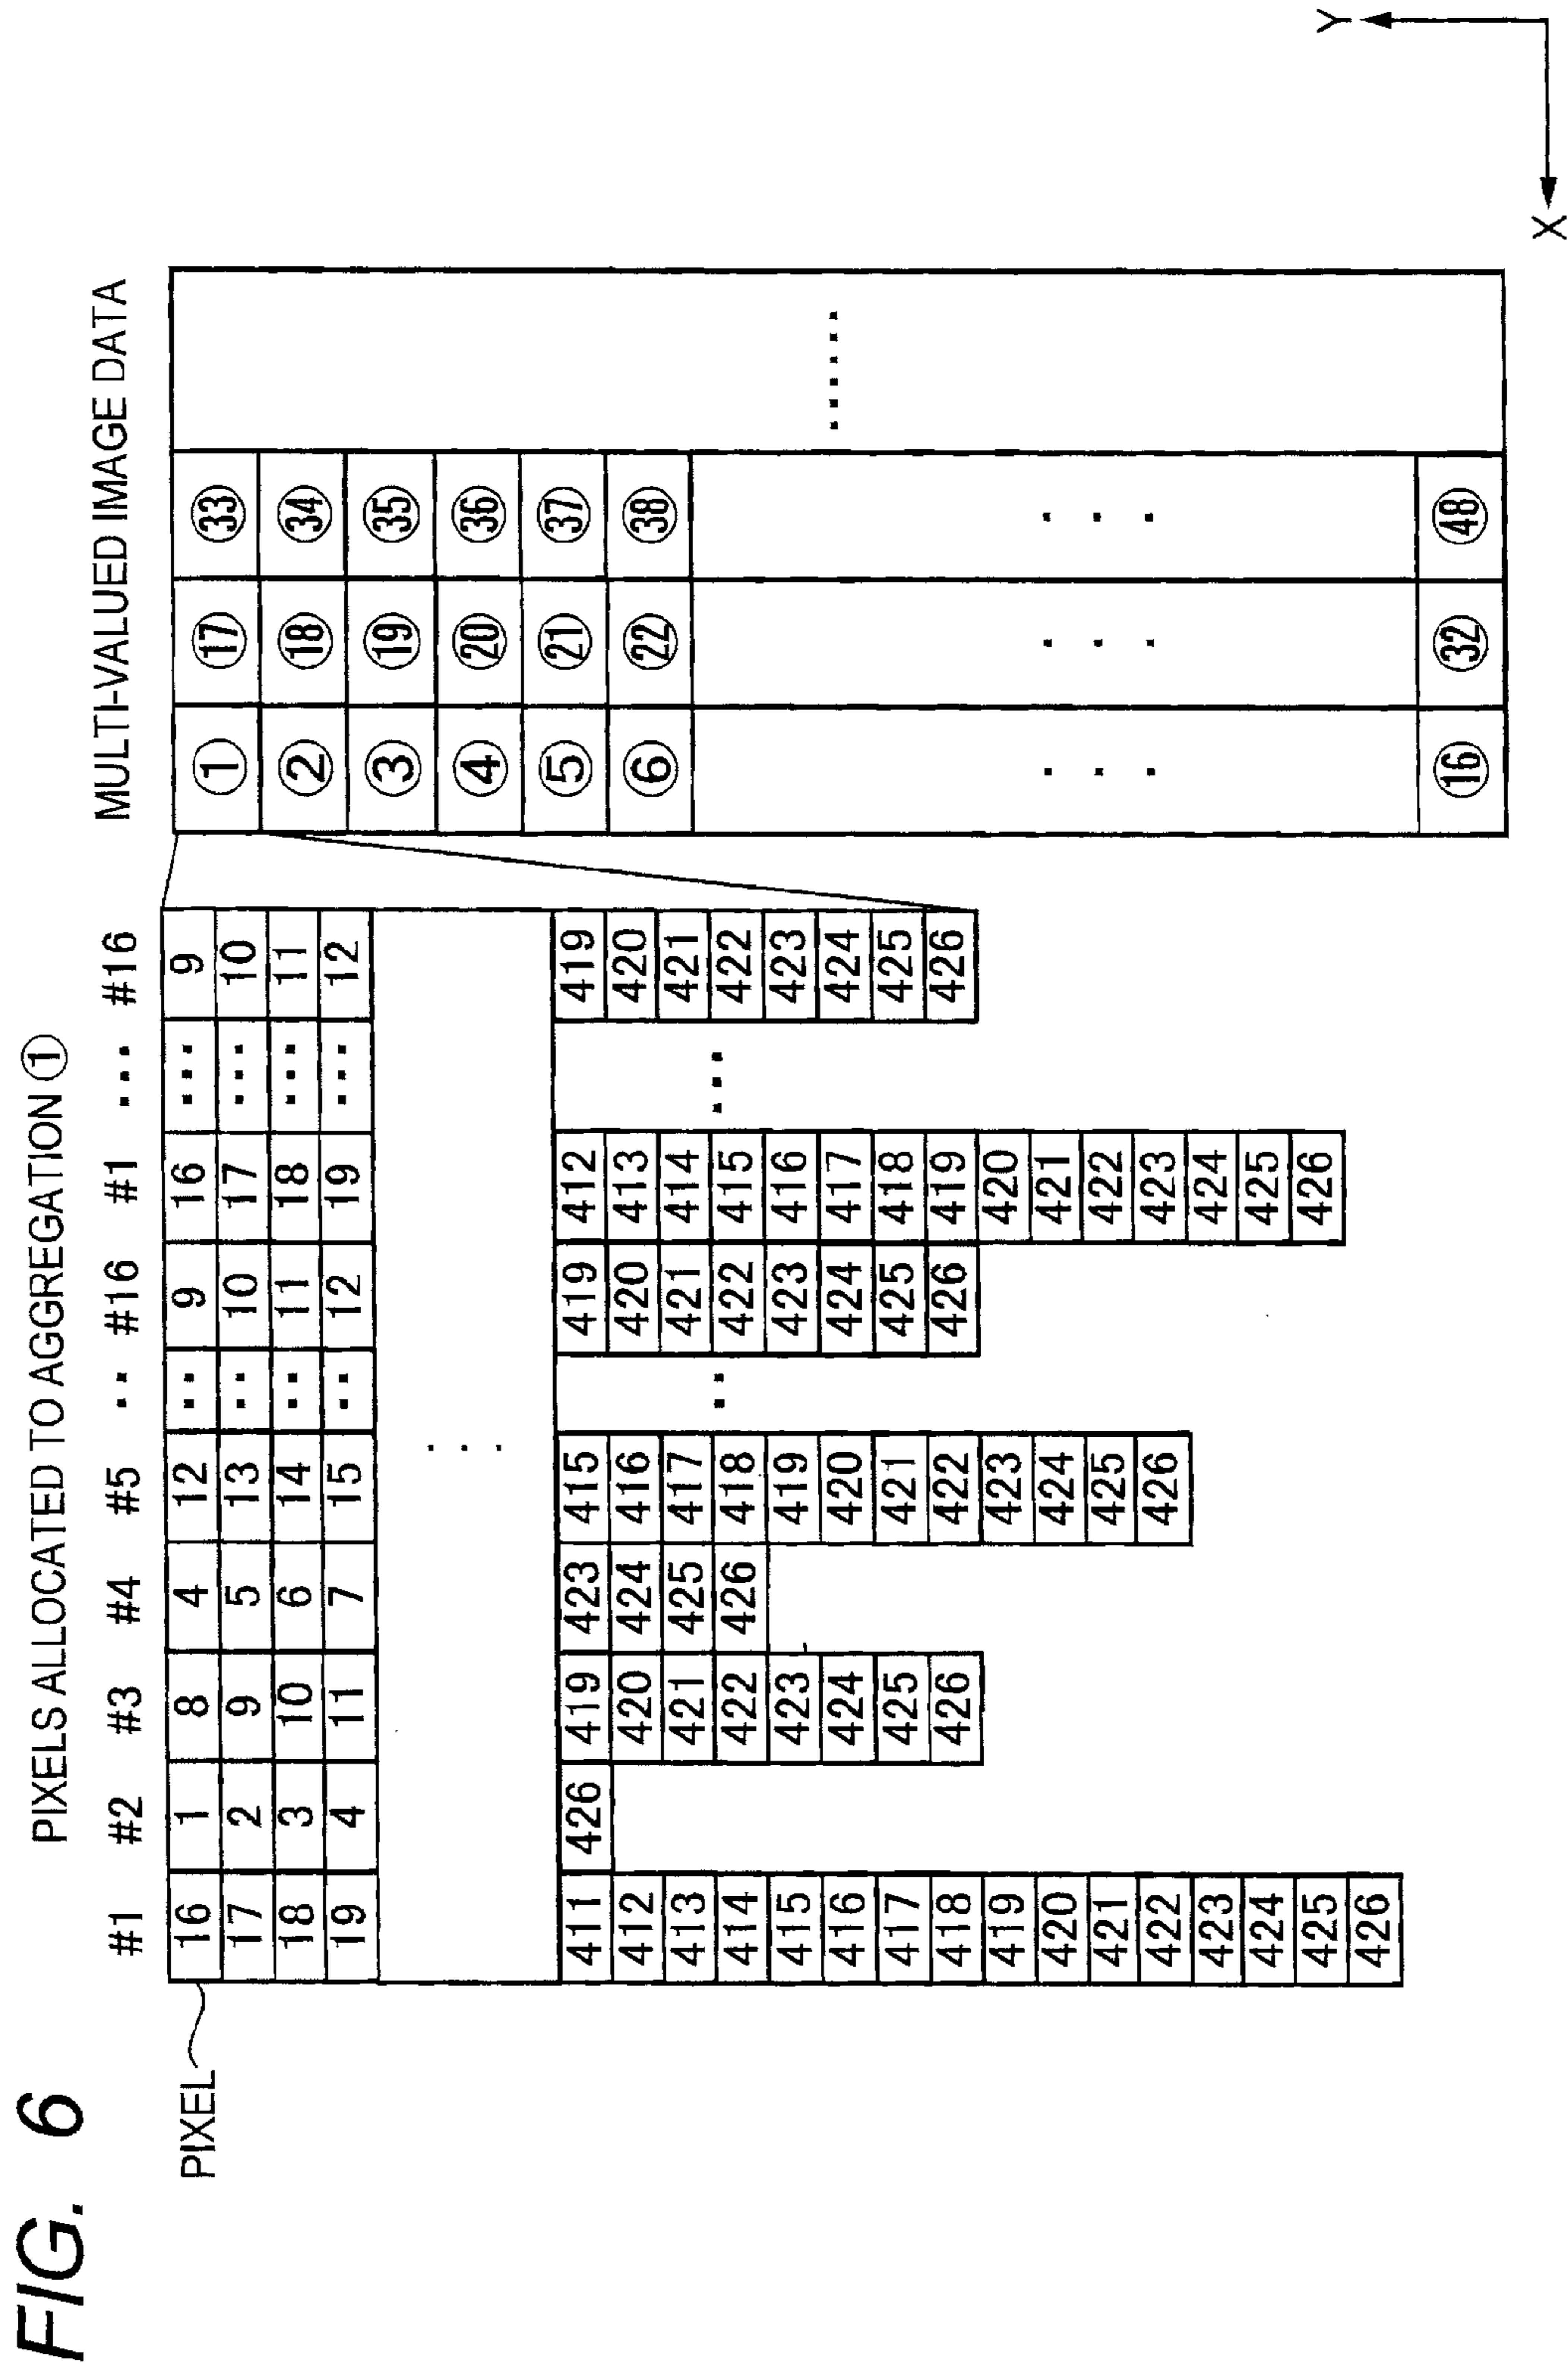 FIG. 6
PIXELS ALLOCATED TO AGGREGATION ①
#1 #2 #3 #4 #5 ·· #16 #1 ··· #16
PIXEL
16 1 8 4 12 ·· 9 16 ··· 9
17 2 9 5 13 ·· 10 17 ··· 10
18 3 10 6 14 ·· 11 18 ··· 11
19 4 11 7 15 ·· 12 19 ··· 12
···
411 426 419 423 415 419 412 419
412 420 424 416 420 413 420
413 421 425 417 421 414 421
414 422 426 418 ·· 422 415 ··· 422
415 423 419 423 416 423
416 424 420 424 417 424
417 425 421 425 418 425
418 426 422 426 419 426
419 423 420
420 424 421
421 425 422
422 426 423
423 424
424 425
425 426
426
MULTI-VALUED IMAGE DATA
① ⑰ ㉝
② ⑱ ㉞
③ ⑲ ㉟
④ ⑳ ㊱
⑤ ㉑ ㊲
⑥ ㉒ ㊳
··· ··· ··· ······
⑯ ㉜ ㊽
Y
X